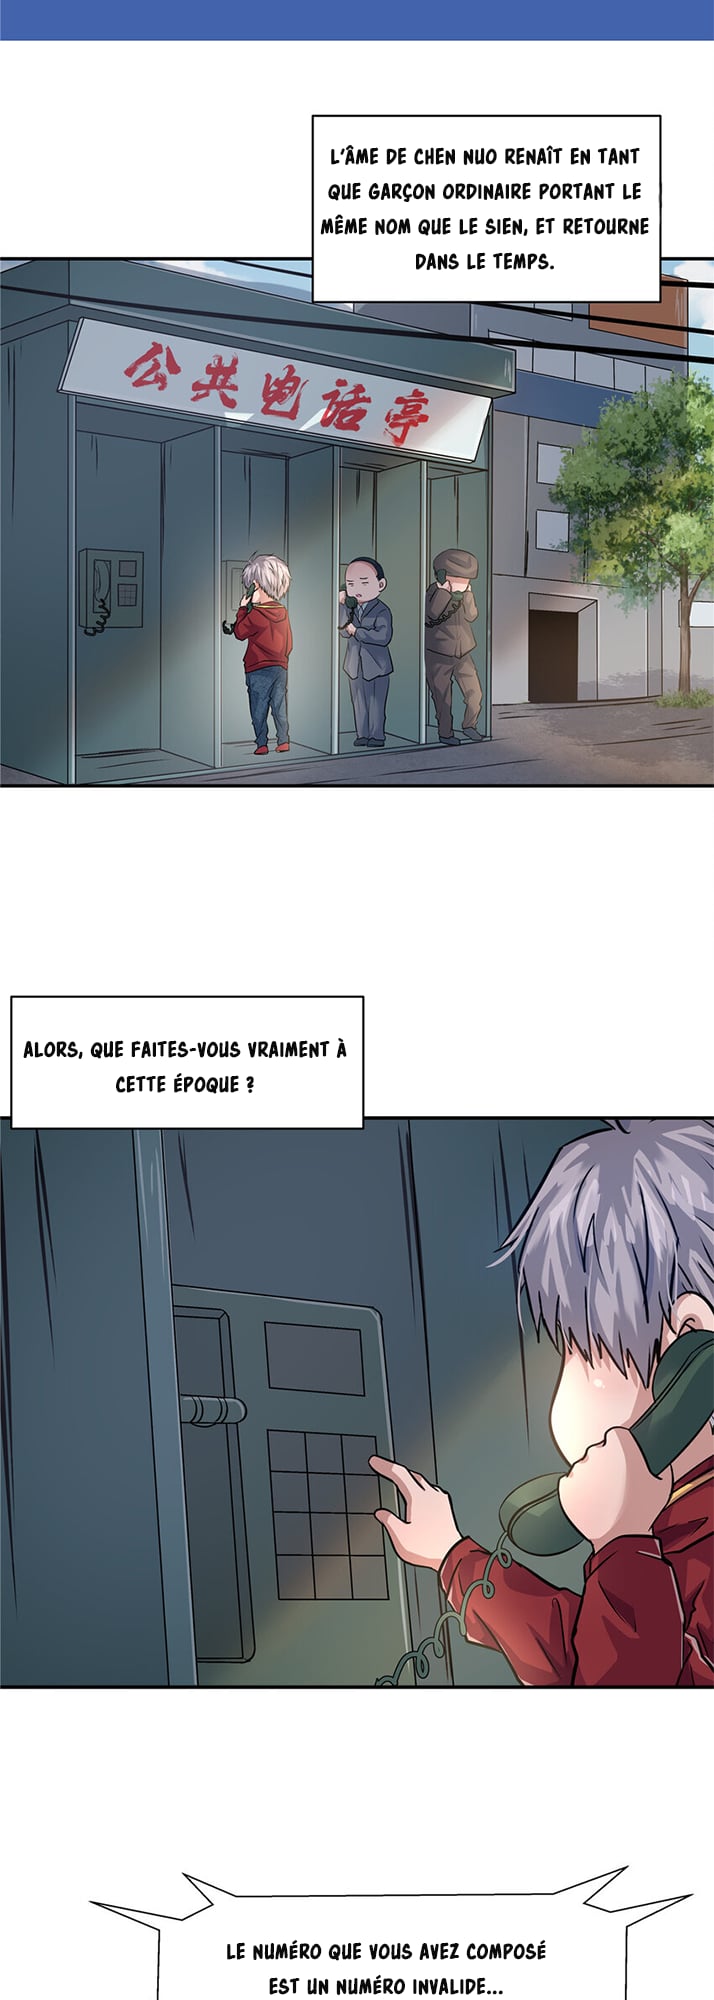 L'ÂME DE CHEN NUO RENAÎT EN TANT
QUE GARÇON ORDINAIRE PORTANT LE
MÊME NOM QUE LE SIEN, ET RETOURNE
DANS LE TEMPS.
公共电话亭
ALORS, QUE FAITES-VOUS VRAIMENT À
CETTE ÉPOQUE ?
LE NUMÉRO QUE VOUS AVEZ COMPOSÉ
EST UN NUMÉRO INVALIDE...